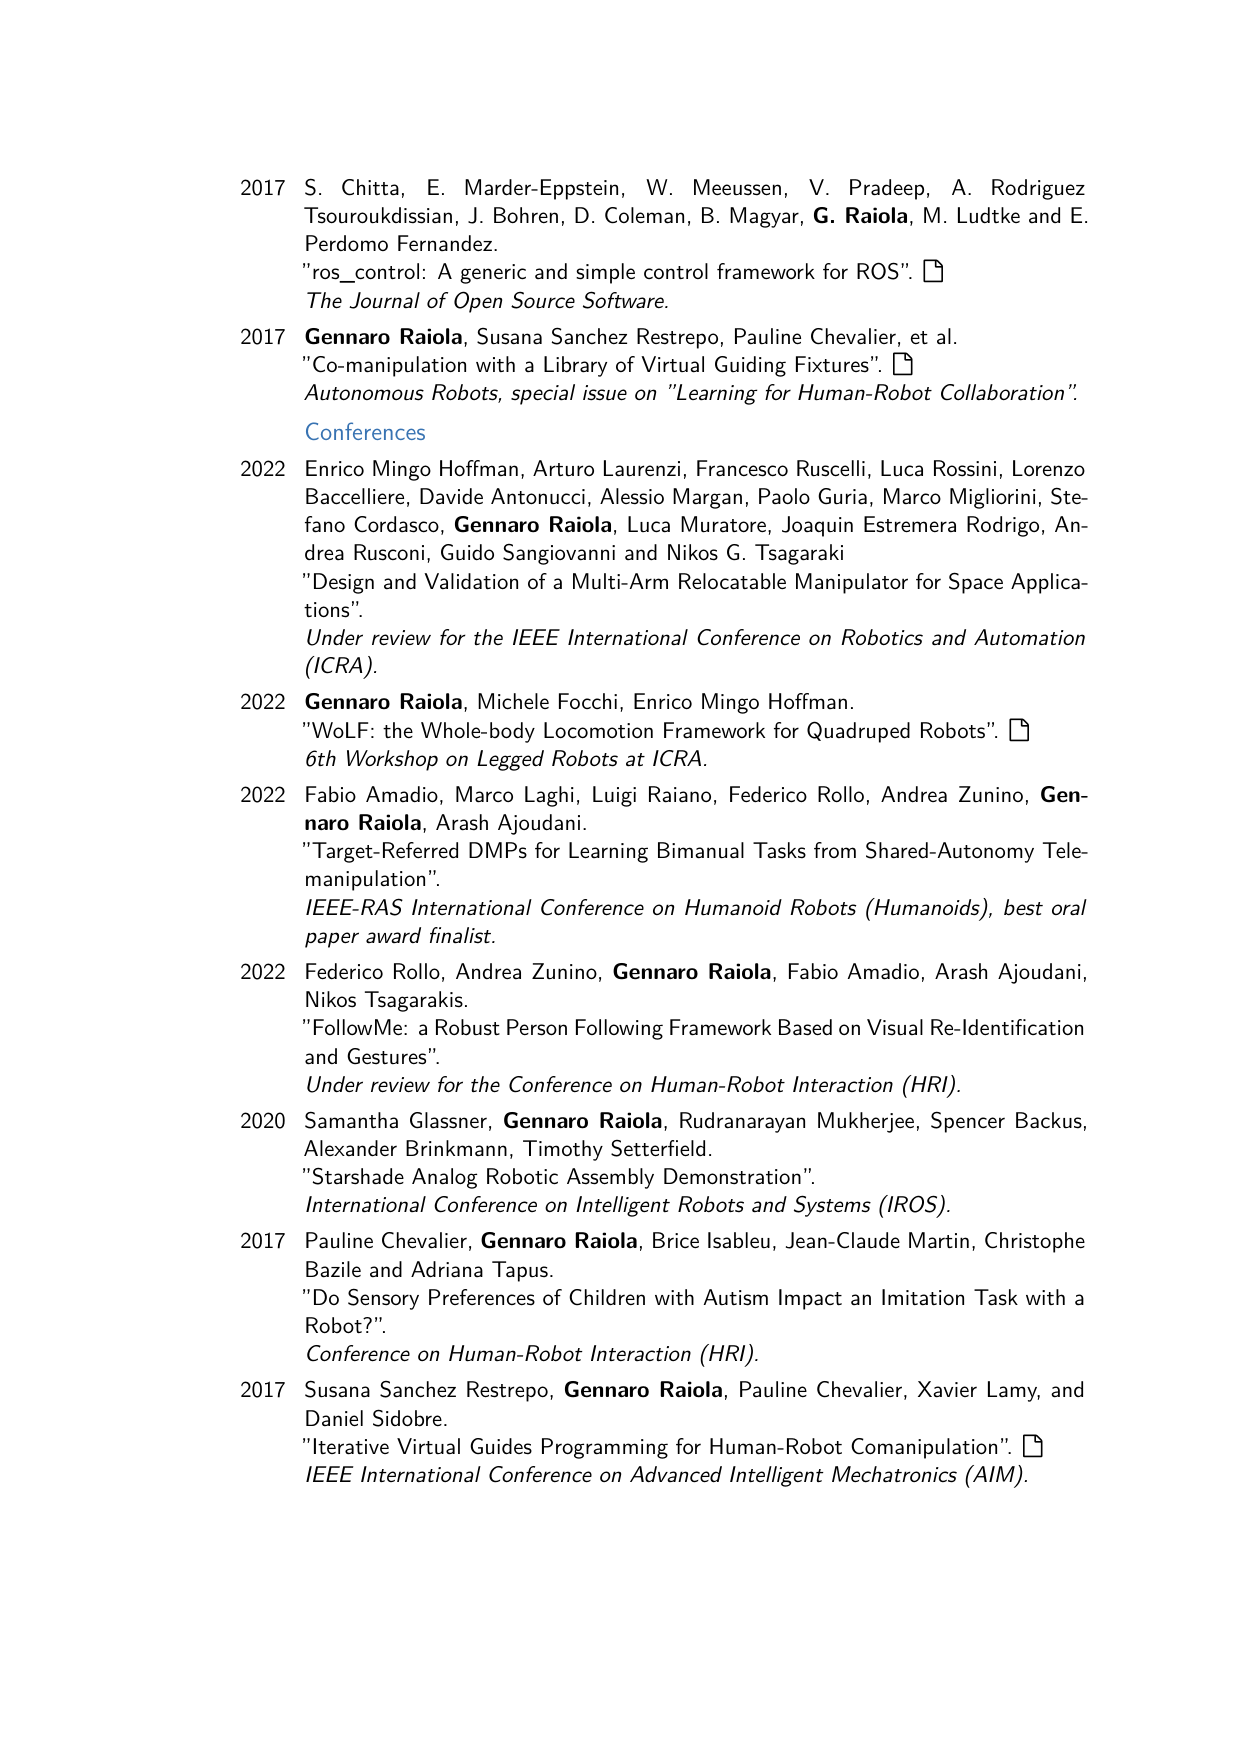 2017 S. Chitta, E. Marder-Eppstein, W. Meeussen, V. Pradeep, A. Rodriguez
Tsouroukdissian, J. Bohren, D. Coleman, B. Magyar, G. Raiola, M. Ludtke and E.
Perdomo Fernandez.
”ros_control: A generic and simple control framework for ROS”.
The Journal of Open Source Software.
2017 Gennaro Raiola, Susana Sanchez Restrepo, Pauline Chevalier, et al.
”Co-manipulation with a Library of Virtual Guiding Fixtures”.
Autonomous Robots, special issue on ”Learning for Human-Robot Collaboration”.
Conferences
2022 Enrico Mingo Hoffman, Arturo Laurenzi, Francesco Ruscelli, Luca Rossini, Lorenzo
Baccelliere, Davide Antonucci, Alessio Margan, Paolo Guria, Marco Migliorini, Ste-
fano Cordasco, Gennaro Raiola, Luca Muratore, Joaquin Estremera Rodrigo, An-
drea Rusconi, Guido Sangiovanni and Nikos G. Tsagaraki
”Design and Validation of a Multi-Arm Relocatable Manipulator for Space Applica-
tions”.
Under review for the IEEE International Conference on Robotics and Automation
(ICRA).
2022 Gennaro Raiola, Michele Focchi, Enrico Mingo Hoffman.
”WoLF: the Whole-body Locomotion Framework for Quadruped Robots”.
6th Workshop on Legged Robots at ICRA.
2022 Fabio Amadio, Marco Laghi, Luigi Raiano, Federico Rollo, Andrea Zunino, Gen-
naro Raiola, Arash Ajoudani.
”Target-Referred DMPs for Learning Bimanual Tasks from Shared-Autonomy Tele-
manipulation”.
IEEE-RAS International Conference on Humanoid Robots (Humanoids), best oral
paper award finalist.
2022 Federico Rollo, Andrea Zunino, Gennaro Raiola, Fabio Amadio, Arash Ajoudani,
Nikos Tsagarakis.
”FollowMe: a Robust Person Following Framework Based on Visual Re-Identification
and Gestures”.
Under review for the Conference on Human-Robot Interaction (HRI).
2020 Samantha Glassner, Gennaro Raiola, Rudranarayan Mukherjee, Spencer Backus,
Alexander Brinkmann, Timothy Setterfield.
”Starshade Analog Robotic Assembly Demonstration”.
International Conference on Intelligent Robots and Systems (IROS).
2017 Pauline Chevalier, Gennaro Raiola, Brice Isableu, Jean-Claude Martin, Christophe
Bazile and Adriana Tapus.
”Do Sensory Preferences of Children with Autism Impact an Imitation Task with a
Robot?”.
Conference on Human-Robot Interaction (HRI).
2017 Susana Sanchez Restrepo, Gennaro Raiola, Pauline Chevalier, Xavier Lamy, and
Daniel Sidobre.
”Iterative Virtual Guides Programming for Human-Robot Comanipulation”.
IEEE International Conference on Advanced Intelligent Mechatronics (AIM).